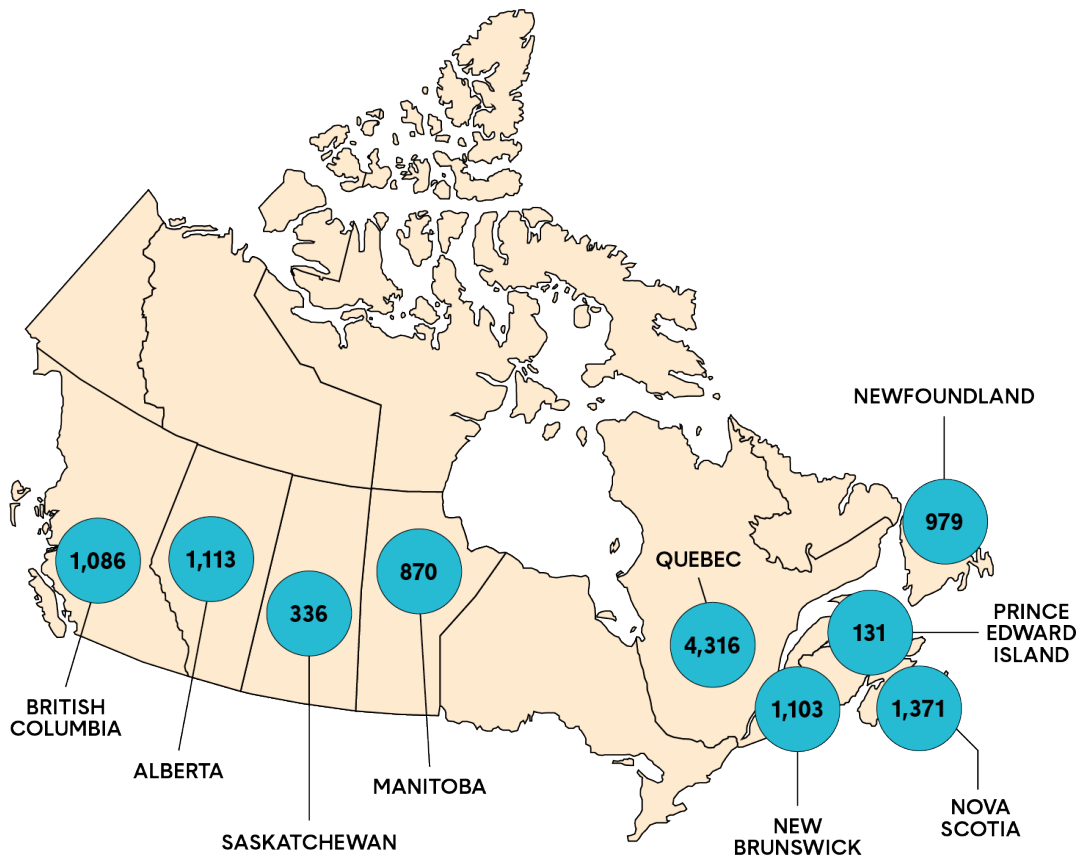 NEWFOUNDLAND
979
QUEBEC
1,086
1,113
870
336
4,316
131
PRINCE
EDWARD
ISLAND
1,103
1,371
BRITISH
COLUMBIA
ALBERTA
MANITOBA
SASKATCHEWAN
NEW
BRUNSWICK
NOVA
SCOTIA